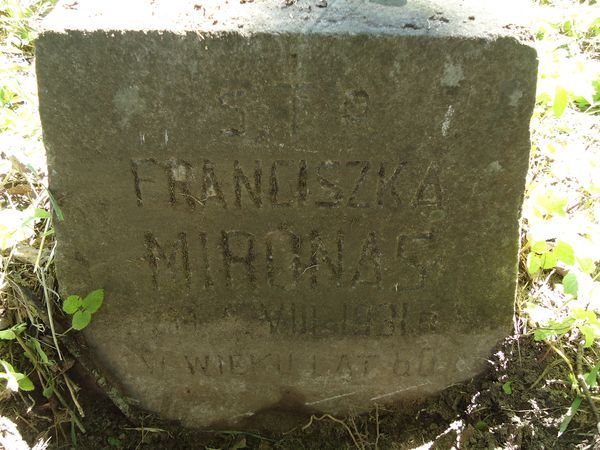 Ś † P
FRANCISZKA
MIRONAS
VIII 1931 R
W WIEKU LAT 60